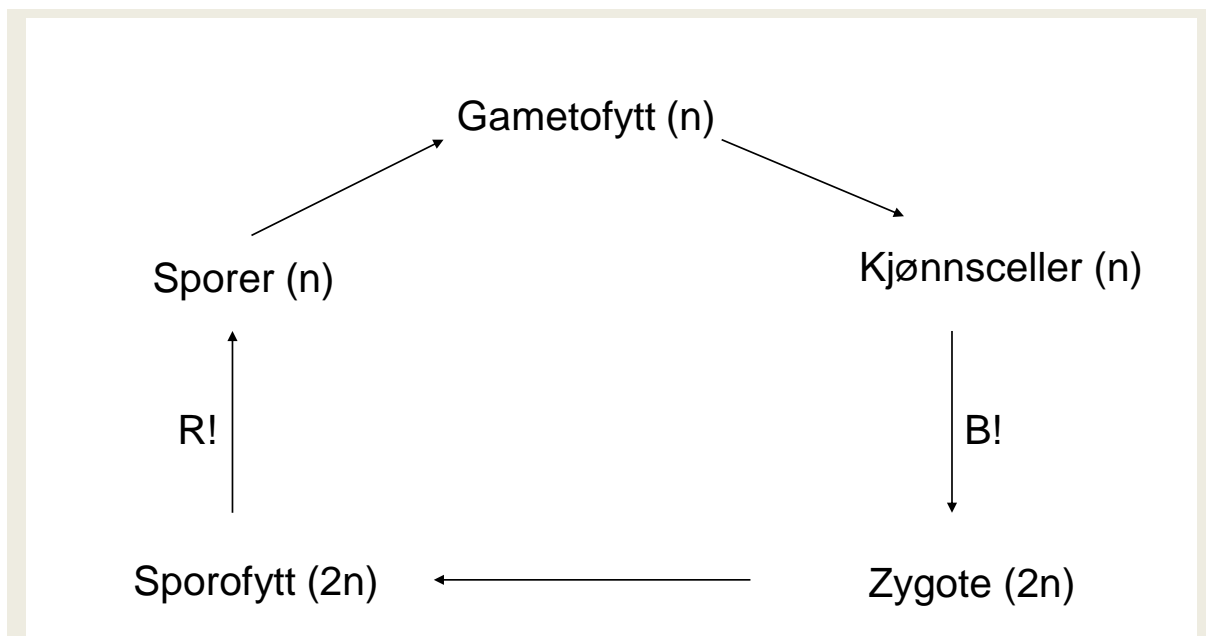 Gametofytt (n)
Sporer (n)
Kjønnsceller (n)
R!
B!
Sporofytt (2n)
Zygote (2n)